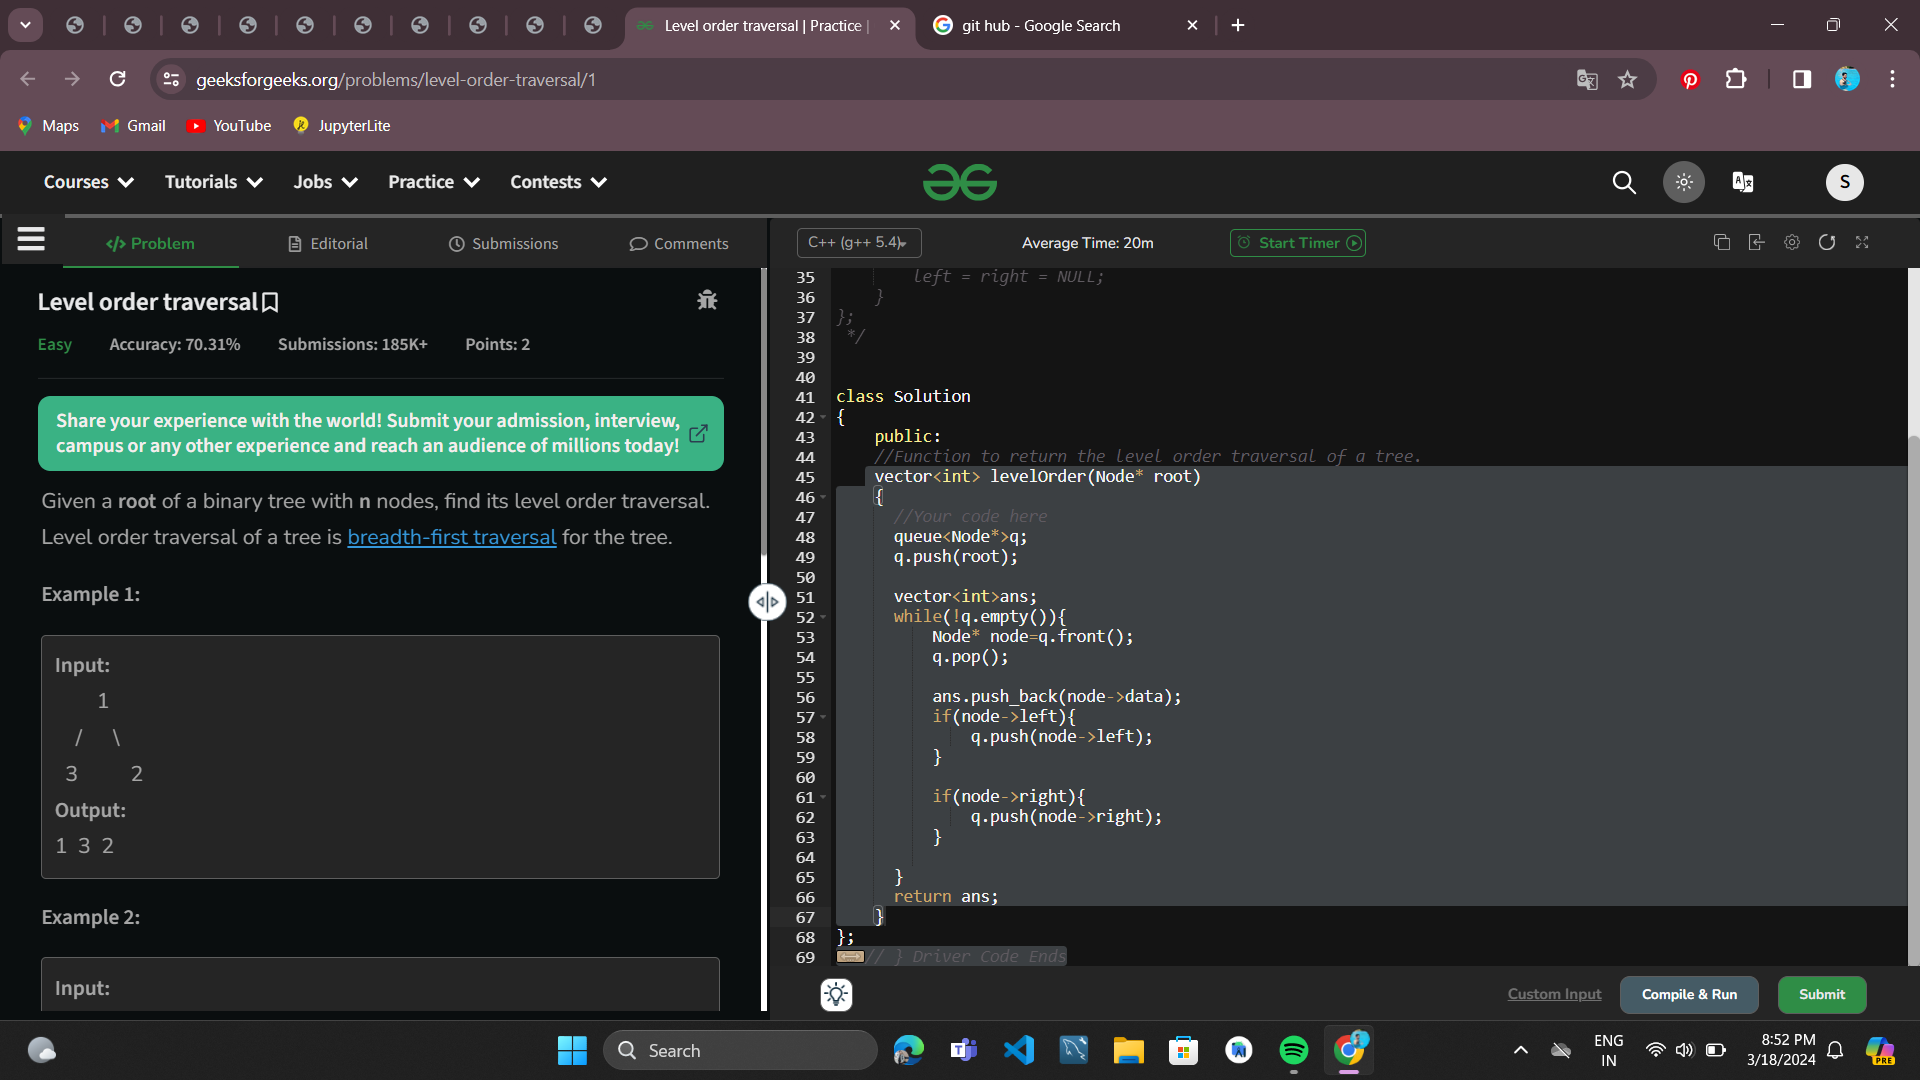 Level order traversal | Practice |
git hub - Google Search
geeksforgeeks.org/problems/level-order-traversal/1
Maps
Gmail
YouTube
JupyterLite
Courses
Tutorials
Jobs
Practice
Contests
S
</> Problem
Editorial
Submissions
Comments
C++ (g++ 5.4)
Average Time: 20m
Start Timer
Level order traversal
Easy
Accuracy: 70.31%
Submissions: 185K+
Points: 2
Share your experience with the world! Submit your admission, interview,
campus or any other experience and reach an audience of millions today!
Given a root of a binary tree with n nodes, find its level order traversal.
Level order traversal of a tree is breadth-first traversal for the tree.
Example 1:
Input:
1
/ \
3 2
Output:
1 3 2
Example 2:
Input:
35 left = right = NULL;
36 }
37 };
38 */
39
40
41 class Solution
42 {
43 public:
44 //Function to return the level order traversal of a tree.
45 vector<int> levelOrder(Node* root)
46 {
47 //Your code here
48 queue<Node*>q;
49 q.push(root);
50
51 vector<int>ans;
52 while(!q.empty()){
53 Node* node=q.front();
54 q.pop();
55
56 ans.push_back(node->data);
57 if(node->left){
58 q.push(node->left);
59 }
60
61 if(node->right){
62 q.push(node->right);
63 }
64
65 }
66 return ans;
67 }
68 };
69 // } Driver Code Ends
Custom Input
Compile & Run
Submit
Search
ENG
IN
8:52 PM
3/18/2024
PRE